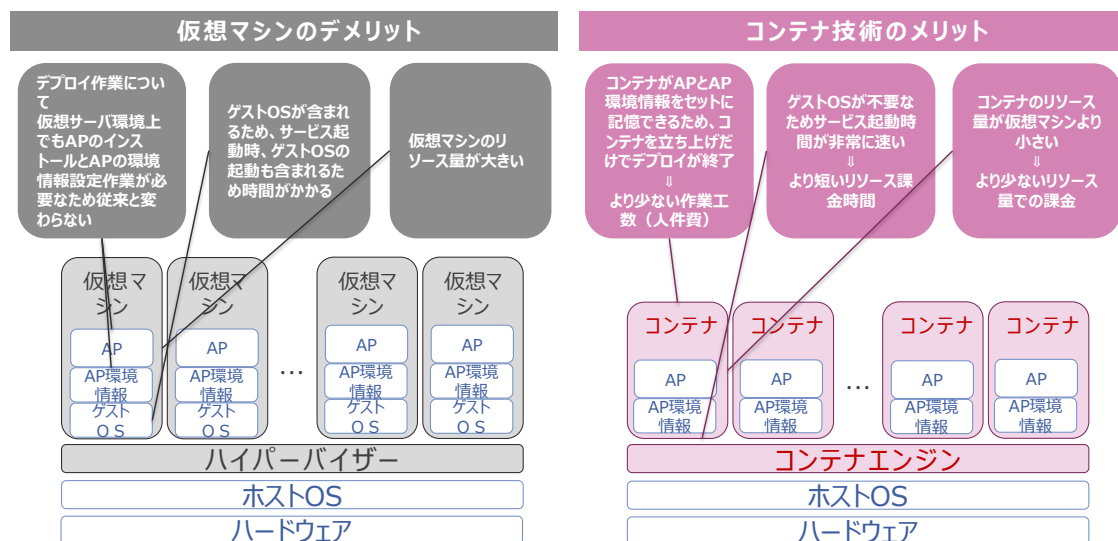 仮想マシンのデメリット
デプロイ作業につい
て
仮想サーバ環境上
でもAPのインス
トールとAPの環境
情報設定作業が必
要なため従来と変
わらない
ゲストOSが含まれ
るため、サービス起
動時、ゲストOSの
起動も含まれるた
め時間がかかる
仮想マシンのリ
ソース量が大きい
仮想マ
シン
AP
AP環境
情報
ゲスト
OS
仮想マ
シン
AP
AP環境
情報
ゲスト
OS
…
仮想マ
シン
AP
AP環境
情報
ゲスト
OS
仮想マ
シン
AP
AP環境
情報
ゲスト
OS
ハイパーバイザー
ホストOS
ハードウェア
コンテナ技術のメリット
コンテナがAPとAP
環境情報をセットに
記憶できるため、コ
ンテナを立ち上げだ
けでデプロイが終了
⇓
より少ない作業工
数（人件費）
ゲストOSが不要な
ためサービス起動時
間が非常に速い
⇓
より短いリソース課
金時間
コンテナのリソース
量が仮想マシンより
小さい
⇓
より少ないリソース
量での課金
コンテナ
AP
AP環境
情報
コンテナ
AP
AP環境
情報
…
コンテナ
AP
AP環境
情報
コンテナ
AP
AP環境
情報
コンテナエンジン
ホストOS
ハードウェア